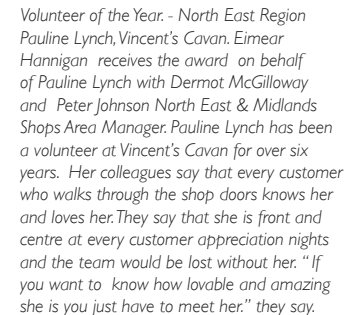 Volunteer of the Year. - North East Region
Pauline Lynch, Vincent's Cavan. Eimear
Hannigan  receives the award  on behalf
of Pauline Lynch with Dermot McGilloway
and  Peter Johnson North East & Midlands
Shops Area Manager. Pauline Lynch has been
a volunteer at Vincent's Cavan for over six
years.  Her colleagues say that every customer
who walks through the shop doors knows her
and loves her. They say that she is front and
centre at every customer appreciation nights
and the team would be lost without her. " If
you want to  know how lovable and amazing
she is you just have to meet her." they say.